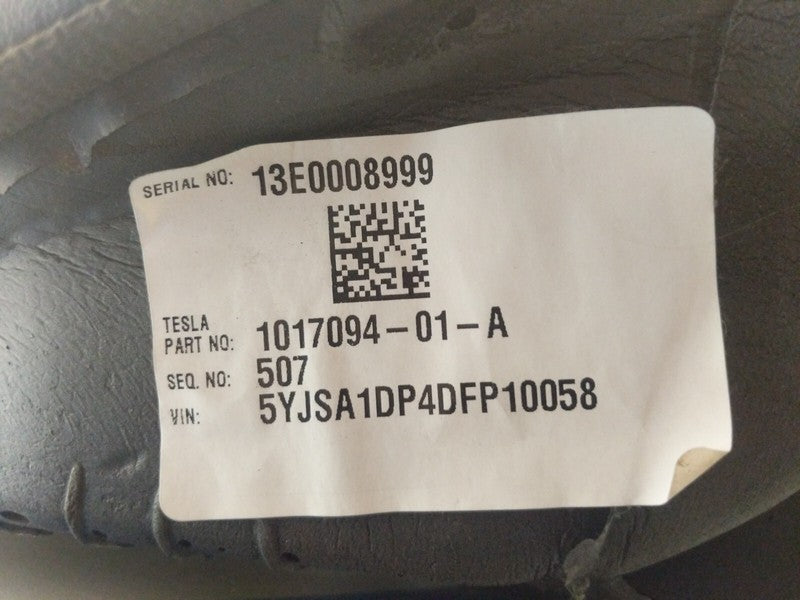 SERIAL NO: 13E0008999
TESLA
PART NO: 1017094-01-A
SEQ. NO: 507
VIN: 5YJSA1DP4DFP10058